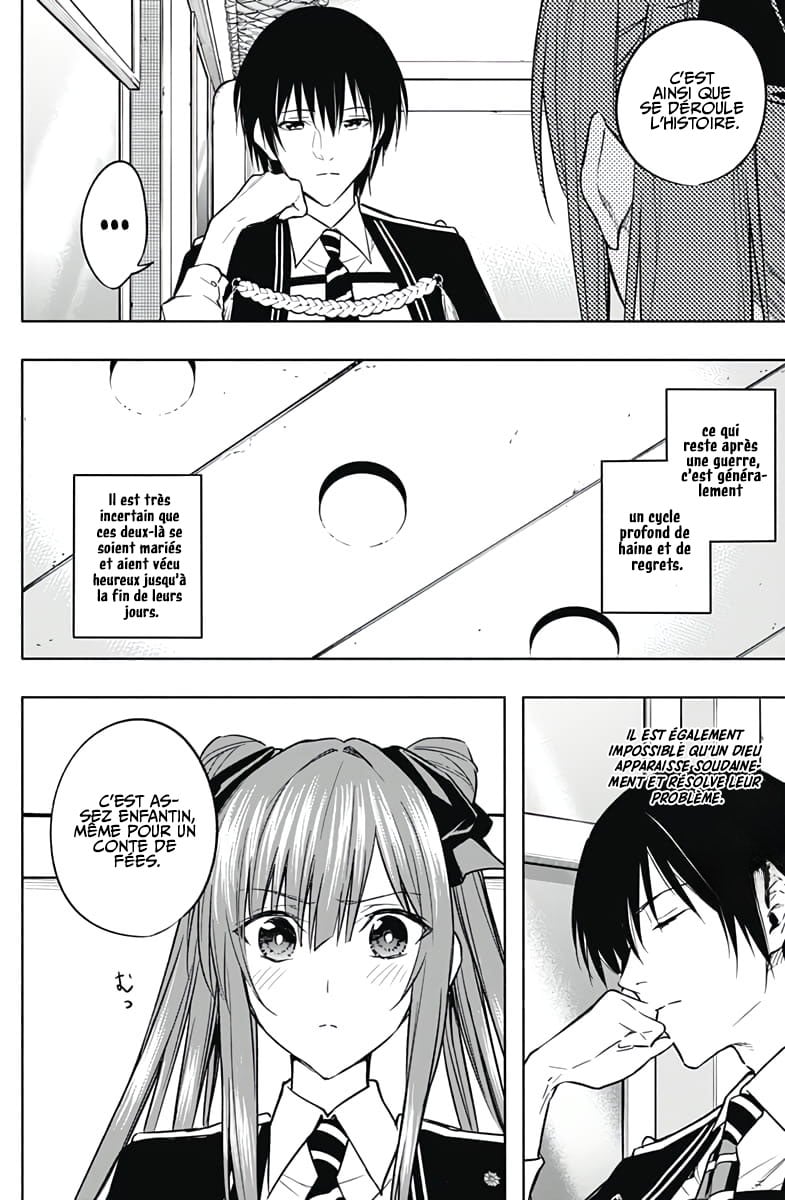 C'EST
AINSI QUE
SE DÉROULE
L'HISTOIRE.
...
ce qui
reste après
une guerre,
c'est généra-
lement
un cycle
profond de
haine et de
regrets.
Il est très
incertain que
ces deux-là se
soient mariés
et aient vécu
heureux jusqu'à
la fin de leurs
jours.
IL EST ÉGALEMENT
IMPOSSIBLE QU'UN DIEU
APPARAISSE SOUDAINE-
MENT ET RÉSOLVE LEUR
PROBLÈME.
C'EST AS-
SEZ ENFANTIN,
MÊME POUR UN
CONTE DE
FÉES.
むっ